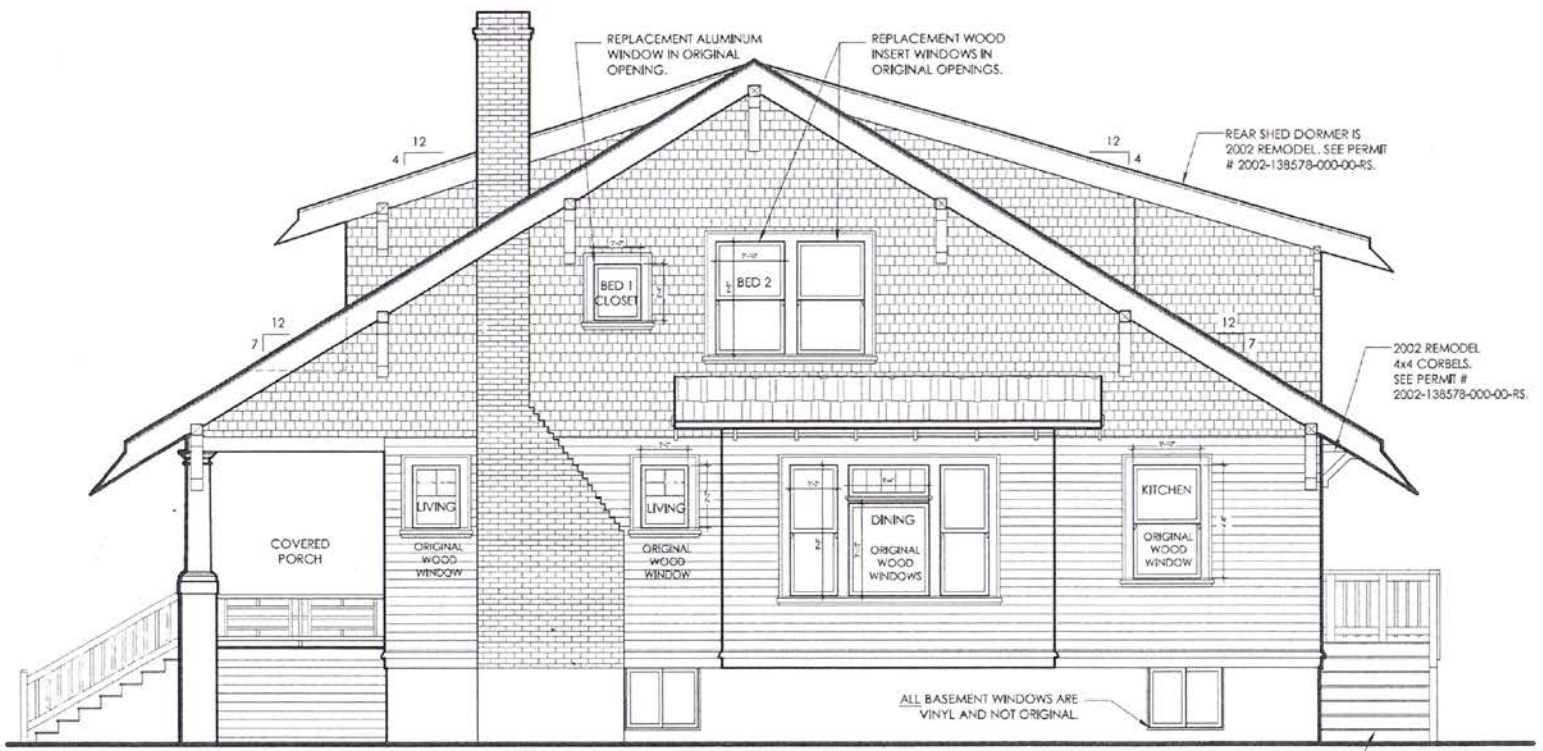 REPLACEMENT ALUMINUM
WINDOW IN ORIGINAL
OPENING.
REPLACEMENT WOOD
INSERT WINDOWS IN
ORIGINAL OPENINGS.
REAR SHED DORMER IS
2002 REMODEL. SEE PERMIT
# 2002-138578-000-00-RS.
12
4
12
4
BED 1
CLOSET
BED 2
12
7
12
7
2002 REMODEL
4x4 CORBELS.
SEE PERMIT #
2002-138578-000-00-RS.
COVERED
PORCH
LIVING
ORIGINAL
WOOD
WINDOW
LIVING
ORIGINAL
WOOD
WINDOW
DINING
ORIGINAL
WOOD
WINDOWS
KITCHEN
ORIGINAL
WOOD
WINDOW
ALL BASEMENT WINDOWS ARE
VINYL AND NOT ORIGINAL.